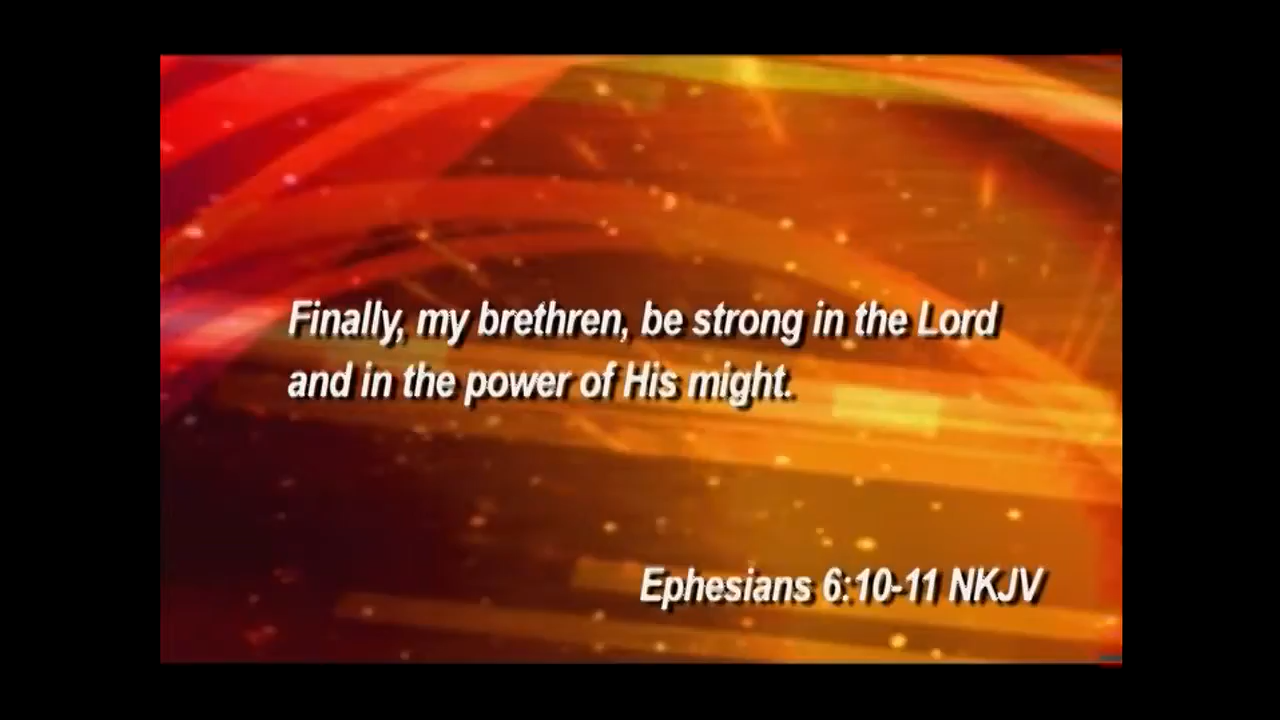 Finally, my brethren, be strong in the Lord
and in the power of His might.
Ephesians 6:10-11 NKJV